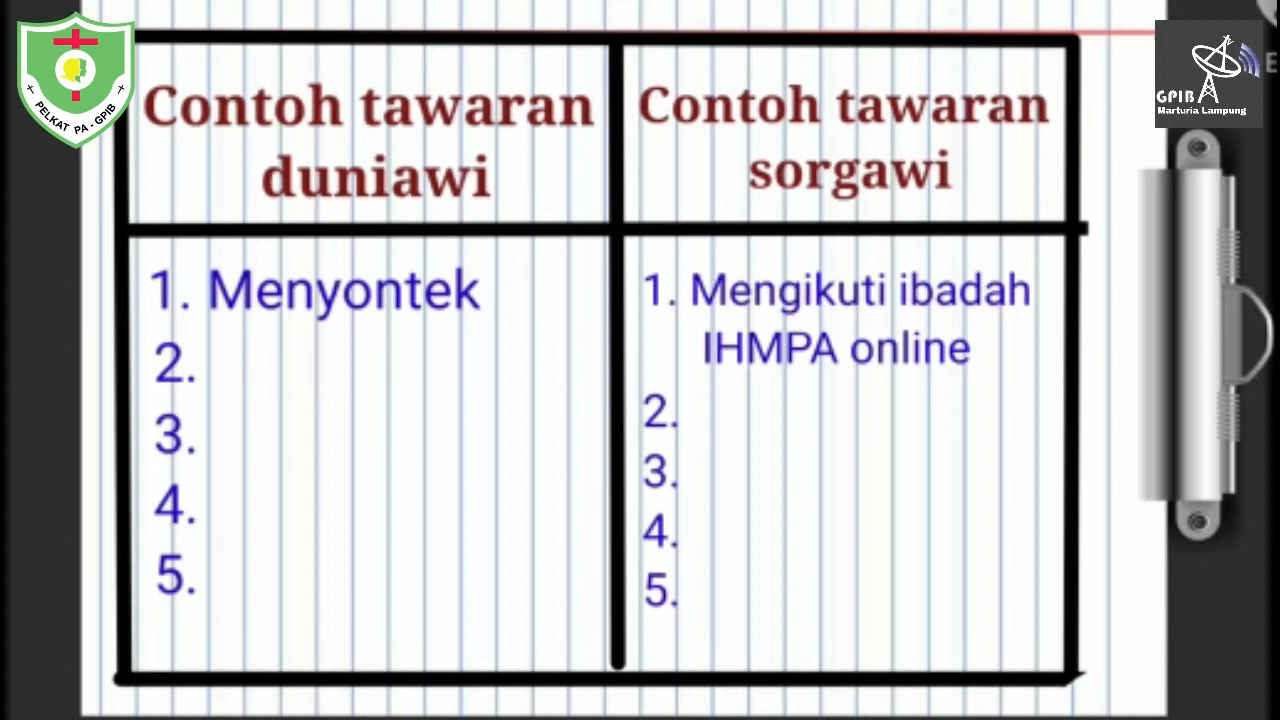 PELKAT PA - GPIB
GPIB
Marturia Lampung
E
Contoh tawaran
duniawi
Contoh tawaran
sorgawi
1. Menyontek
2.
3.
4.
5.
1. Mengikuti ibadah
IHMPA online
2.
3.
4.
5.